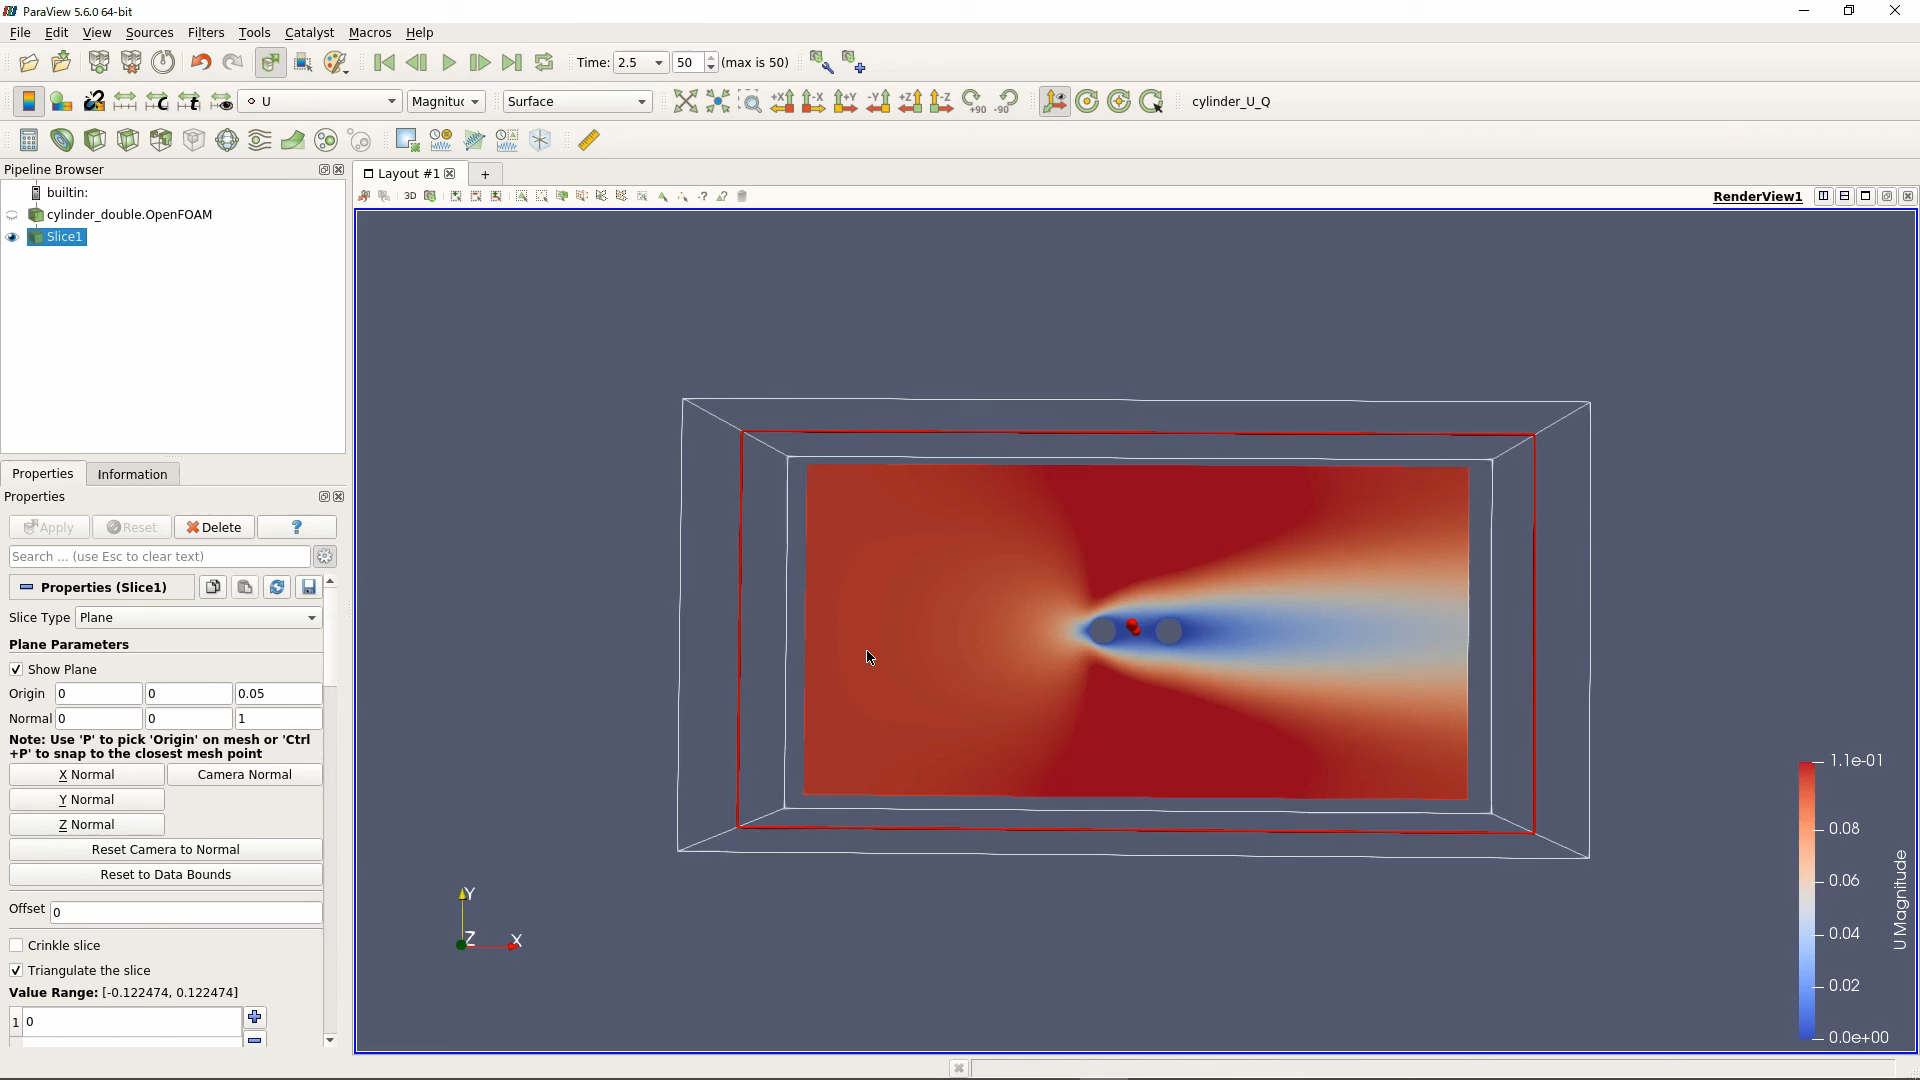 ParaView 5.6.0 64-bit
File Edit View Sources Filters Tools Catalyst Macros Help
Time: 2.5 50 (max is 50)
U Magnituc Surface +X -X +Y -Y +Z -Z +90 -90 cylinder_U_Q
Pipeline Browser
Layout #1 +
builtin:
3D RenderView1
cylinder_double.OpenFOAM
Slice1
Properties Information
Properties
Apply Reset Delete ?
Search ... (use Esc to clear text)
Properties (Slice1)
Slice Type Plane
Plane Parameters
Show Plane
Origin 0 0 0.05
Normal 0 0 1
Note: Use 'P' to pick 'Origin' on mesh or 'Ctrl
+P' to snap to the closest mesh point
X Normal Camera Normal
Y Normal
Z Normal
Reset Camera to Normal
Reset to Data Bounds
Offset 0
Crinkle slice
Triangulate the slice
Value Range: [-0.122474, 0.122474]
1 0
Y
Z X
1.1e-01
0.08
0.06
0.04
0.02
0.0e+00
U Magnitude